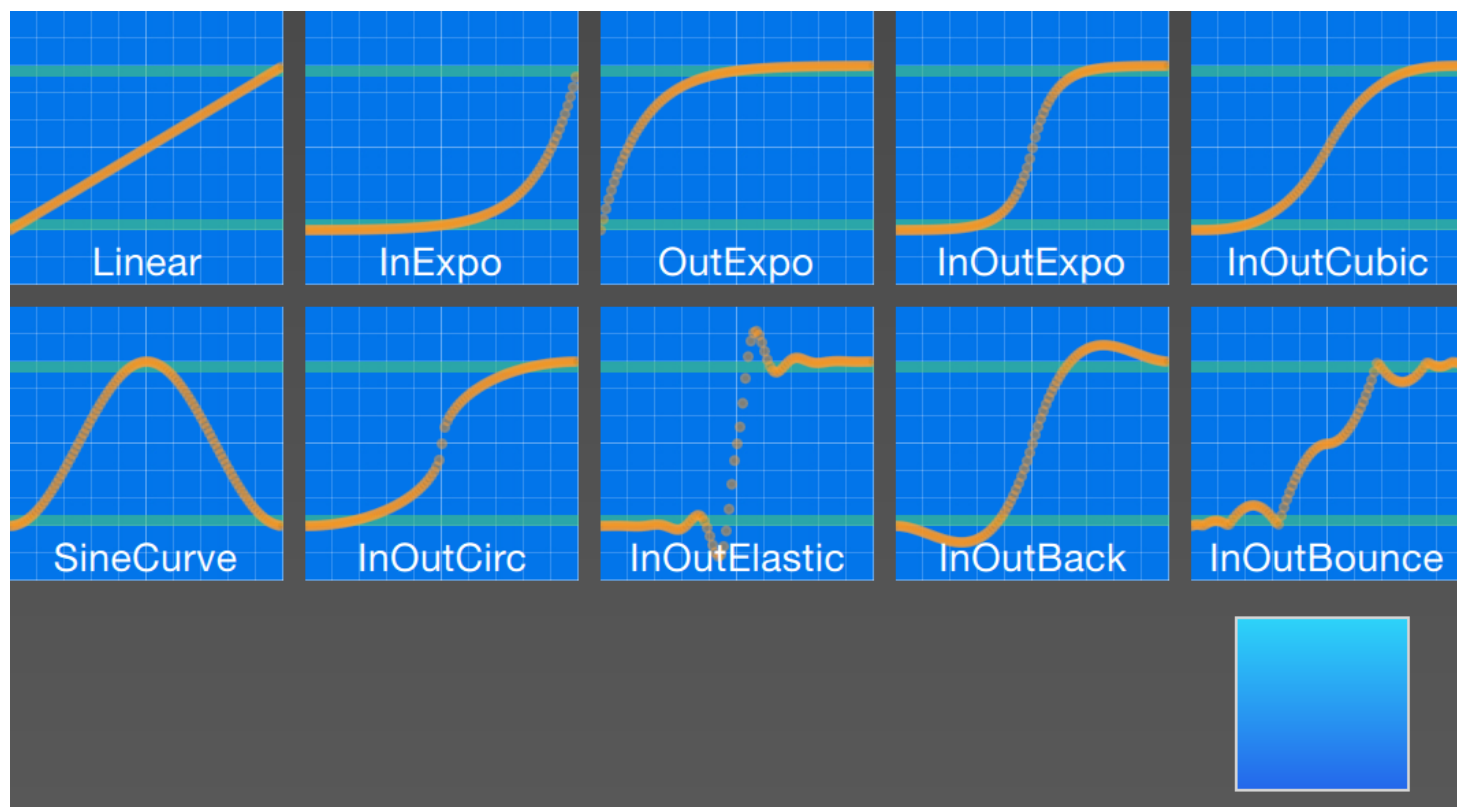 Linear
InExpo
OutExpo
InOutExpo
InOutCubic
SineCurve
InOutCirc
InOutElastic
InOutBack
InOutBounce